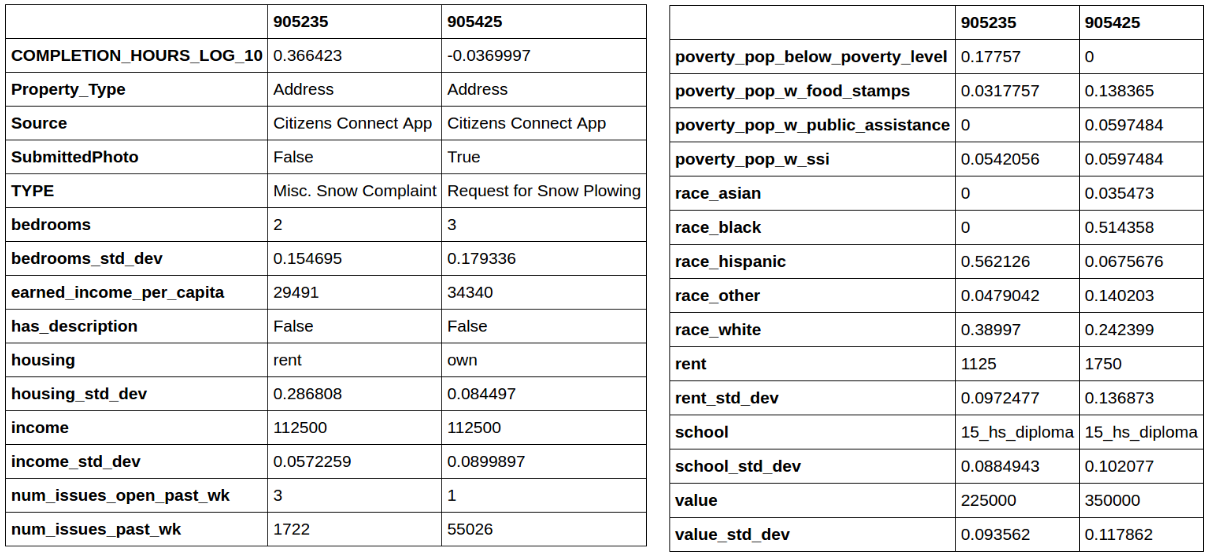 905235 905425
COMPLETION_HOURS_LOG_10 0.366423 -0.0369997
Property_Type Address Address
Source Citizens Connect App Citizens Connect App
SubmittedPhoto False True
TYPE Misc. Snow Complaint Request for Snow Plowing
bedrooms 2 3
bedrooms_std_dev 0.154695 0.179336
earned_income_per_capita 29491 34340
has_description False False
housing rent own
housing_std_dev 0.286808 0.084497
income 112500 112500
income_std_dev 0.0572259 0.0899897
num_issues_open_past_wk 3 1
num_issues_past_wk 1722 55026
905235 905425
poverty_pop_below_poverty_level 0.17757 0
poverty_pop_w_food_stamps 0.0317757 0.138365
poverty_pop_w_public_assistance 0 0.0597484
poverty_pop_w_ssi 0.0542056 0.0597484
race_asian 0 0.035473
race_black 0 0.514358
race_hispanic 0.562126 0.0675676
race_other 0.0479042 0.140203
race_white 0.38997 0.242399
rent 1125 1750
rent_std_dev 0.0972477 0.136873
school 15_hs_diploma 15_hs_diploma
school_std_dev 0.0884943 0.102077
value 225000 350000
value_std_dev 0.093562 0.117862